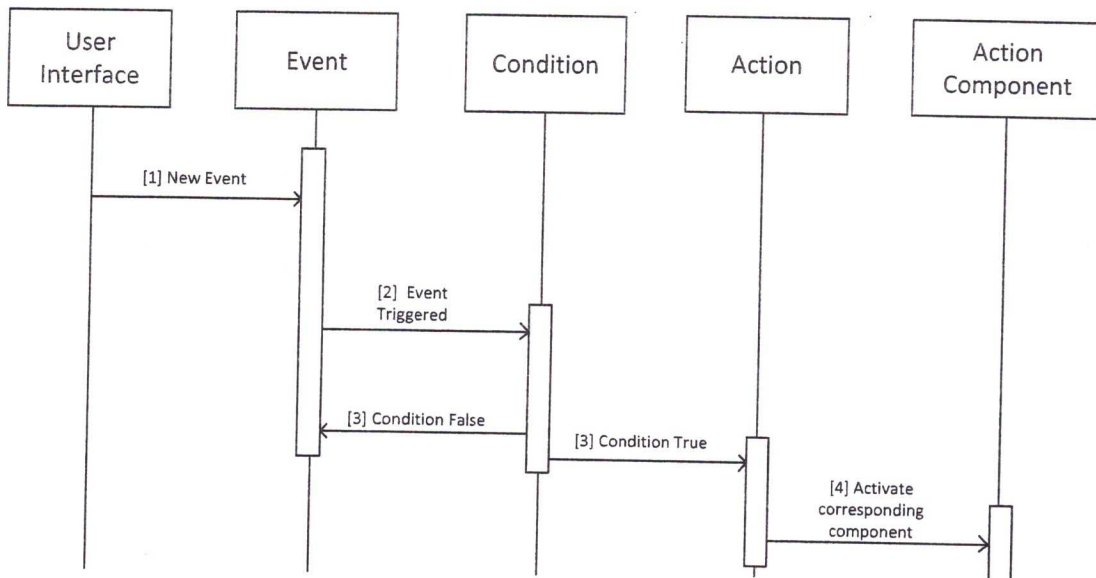 User
Interface
Event
Condition
Action
Action
Component
[1] New Event
[2] Event
Triggered
[3] Condition False
[3] Condition True
[4] Activate
corresponding
component